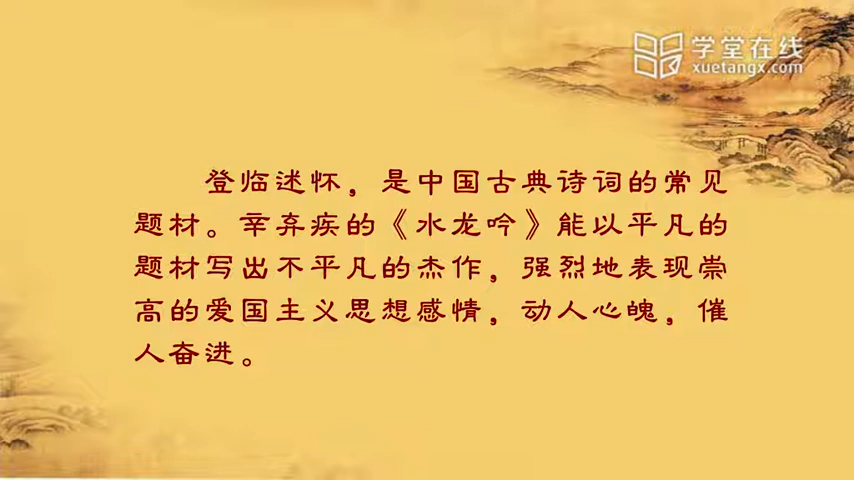 学堂在线
xuetangx.com
登临述怀，是中国古典诗词的常见
题材。辛弃疾的《水龙吟》能以平凡的
题材写出不平凡的杰作，强烈地表现崇
高的爱国主义思想感情，动人心魄，催
人奋进。